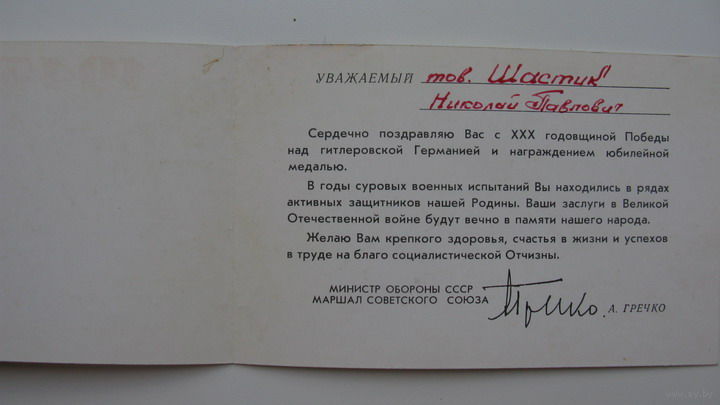 УВАЖАЕМЫЙ тов. Шастик
Николай Павлович
Сердечно поздравляю Вас с XXX годовщиной Победы
над гитлеровской Германией и награждением юбилейной
медалью.
В годы суровых военных испытаний Вы находились в рядах
активных защитников нашей Родины. Ваши заслуги в Великой
Отечественной войне будут вечно в памяти нашего народа.
Желаю Вам крепкого здоровья, счастья в жизни и успехов
в труде на благо социалистической Отчизны.
МИНИСТР ОБОРОНЫ СССР
МАРШАЛ СОВЕТСКОГО СОЮЗА Гречко. А. ГРЕЧКО